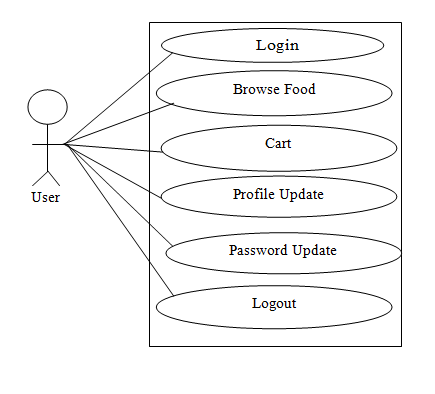 Login
Browse Food
Cart
Profile Update
User
Password Update
Logout